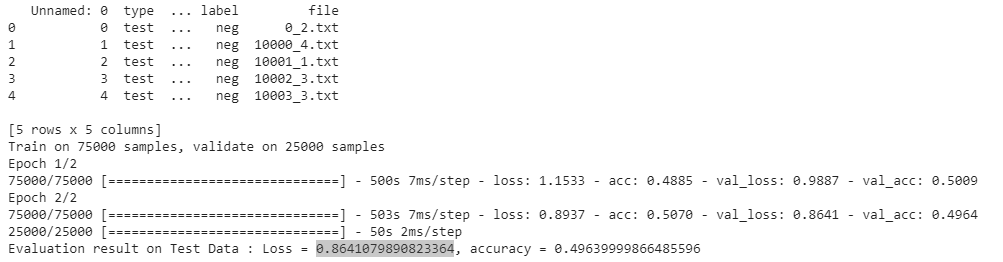 Unnamed: 0  type  ... label         file
0           0  test  ...   neg      0_2.txt
1           1  test  ...   neg  10000_4.txt
2           2  test  ...   neg  10001_1.txt
3           3  test  ...   neg  10002_3.txt
4           4  test  ...   neg  10003_3.txt
[5 rows x 5 columns]
Train on 75000 samples, validate on 25000 samples
Epoch 1/2
75000/75000 [==============================] - 500s 7ms/step - loss: 1.1533 - acc: 0.4885 - val_loss: 0.9887 - val_acc: 0.5009
Epoch 2/2
75000/75000 [==============================] - 503s 7ms/step - loss: 0.8937 - acc: 0.5070 - val_loss: 0.8641 - val_acc: 0.4964
25000/25000 [==============================] - 50s 2ms/step
Evaluation result on Test Data : Loss = 0.8641079890823364, accuracy = 0.49639999866485596